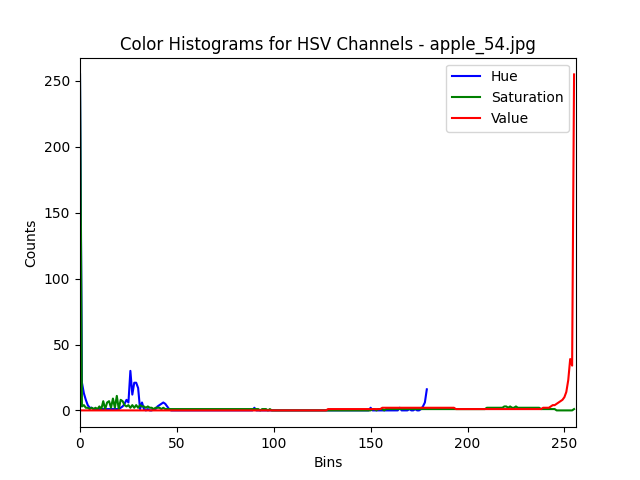 Color Histograms for HSV Channels - apple_54.jpg
Hue
Saturation
Value
Counts
250
200
150
100
50
0
0 50 100 150 200 250
Bins